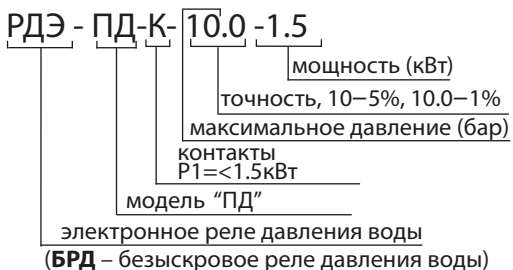 РДЭ - ПД-К- 10.0 -1.5
мощность (кВт)
точность, 10−5%, 10.0−1%
максимальное давление (бар)
контакты
P1=<1.5кВт
модель “ПД”
электронное реле давления воды
(БРД – безыскровое реле давления воды)